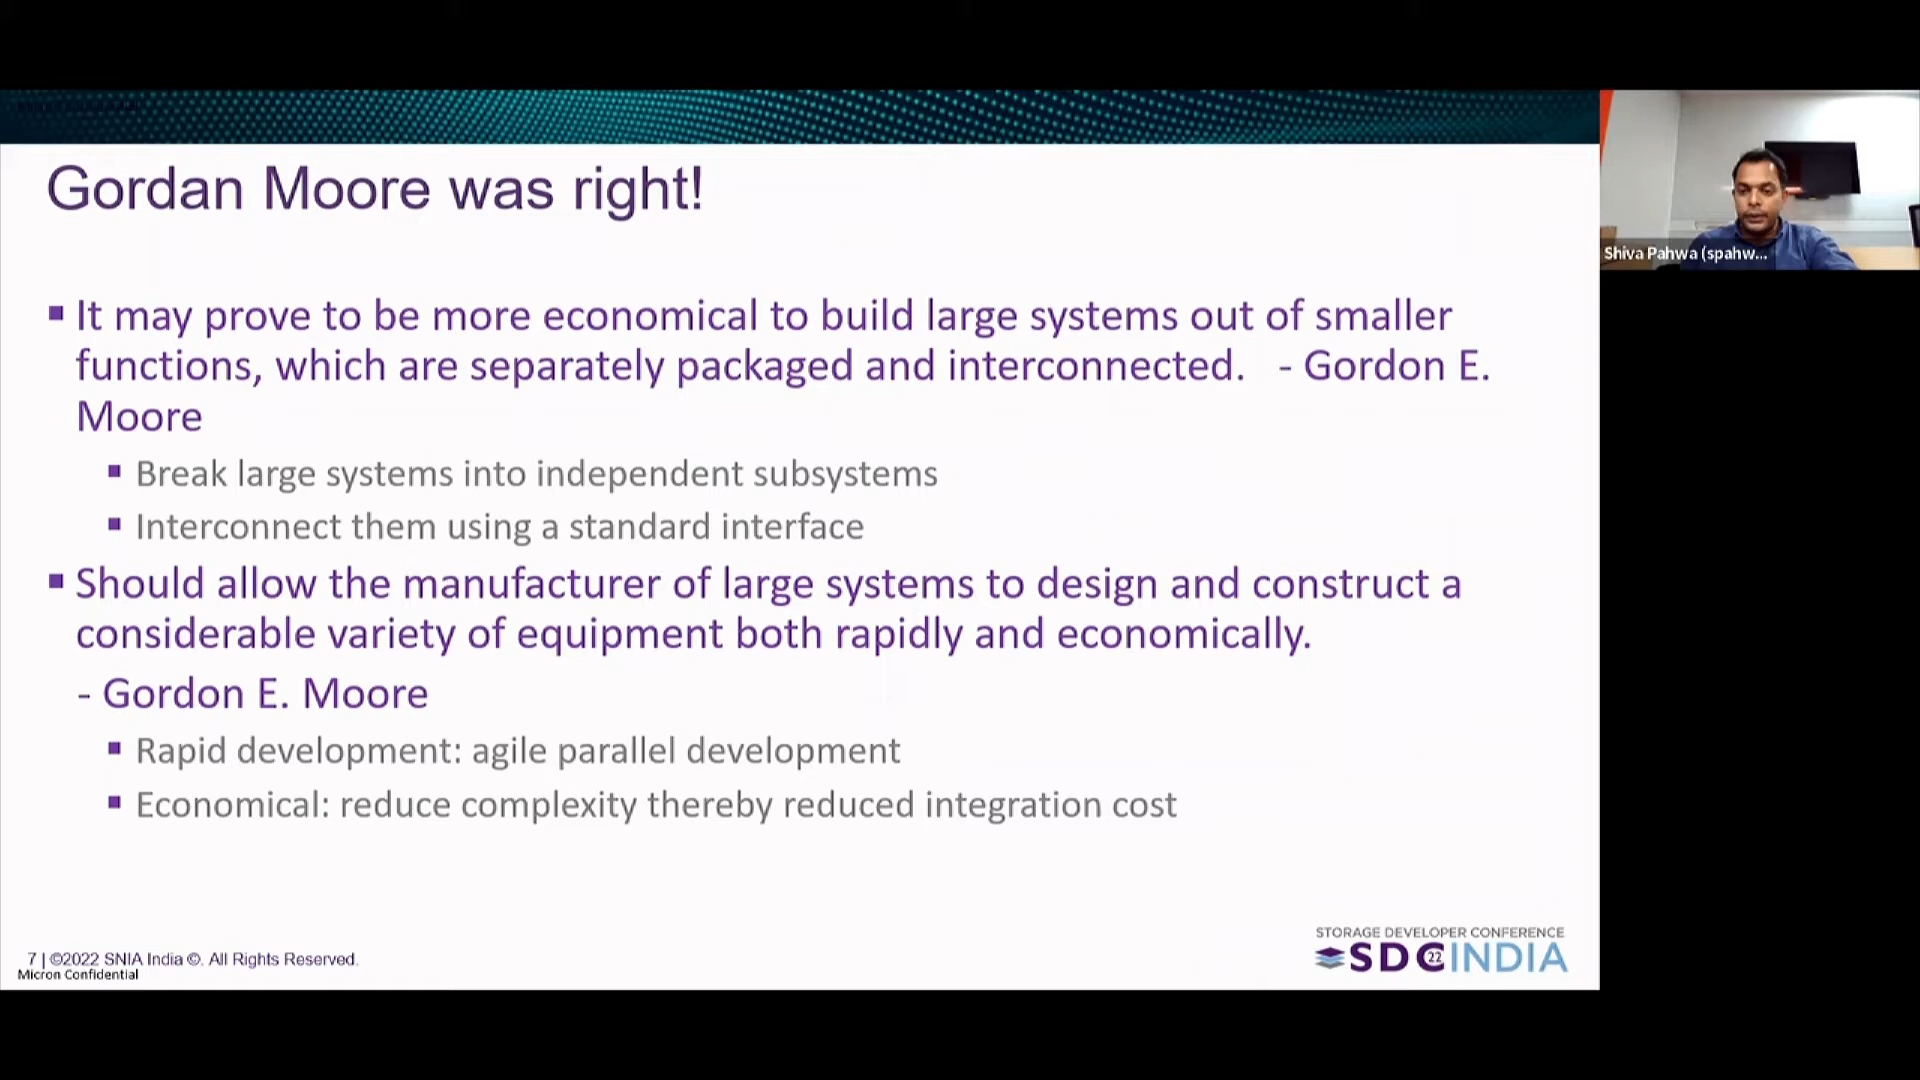 Gordan Moore was right!
Shiva Pahwa (spahw...
▪ It may prove to be more economical to build large systems out of smaller
functions, which are separately packaged and interconnected. - Gordon E.
Moore
▪ Break large systems into independent subsystems
▪ Interconnect them using a standard interface
▪ Should allow the manufacturer of large systems to design and construct a
considerable variety of equipment both rapidly and economically.
- Gordon E. Moore
▪ Rapid development: agile parallel development
▪ Economical: reduce complexity thereby reduced integration cost
STORAGE DEVELOPER CONFERENCE
SDC22INDIA
7 | ©2022 SNIA India ©. All Rights Reserved.
Micron Confidential